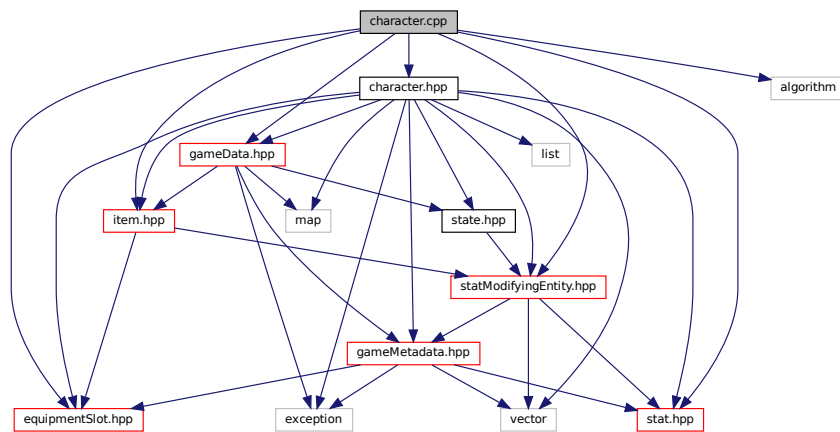 character.cpp
character.hpp
algorithm
gameData.hpp
list
item.hpp
map
state.hpp
statModifyingEntity.hpp
gameMetadata.hpp
equipmentSlot.hpp
exception
vector
stat.hpp